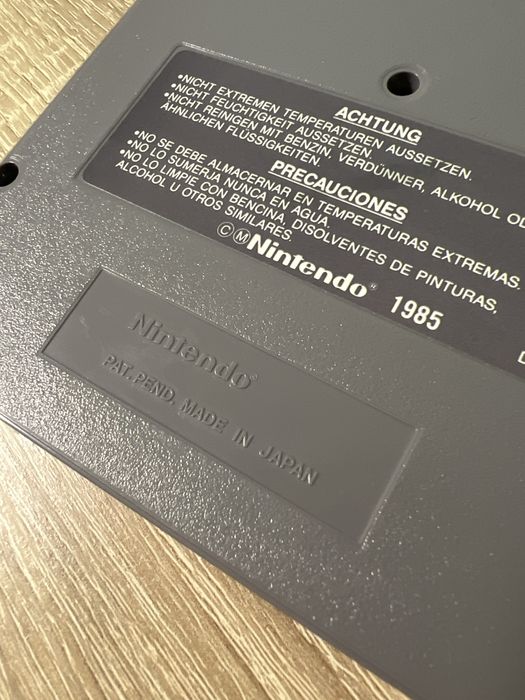 ACHTUNG
•NICHT EXTREMEN TEMPERATUREN AUSSETZEN.
•NICHT FEUCHTIGKEIT AUSSETZEN.
•NICHT REINIGEN MIT BENZIN, VERDÜNNER, ALKOHOL OD
ÄHNLICHEN FLÜSSIGKEITEN.
PRECAUCIONES
•NO SE DEBE ALMACERNAR EN TEMPERATURAS EXTREMAS.
•NO LO SUMERJA NUNCA EN AGUA.
•NO LO LIMPIE CON BENCINA, DISOLVENTES DE PINTURAS,
ALCOHOL U OTROS SIMILARES.
©Ⓜ Nintendo® 1985
Nintendo®
PAT. PEND. MADE IN JAPAN